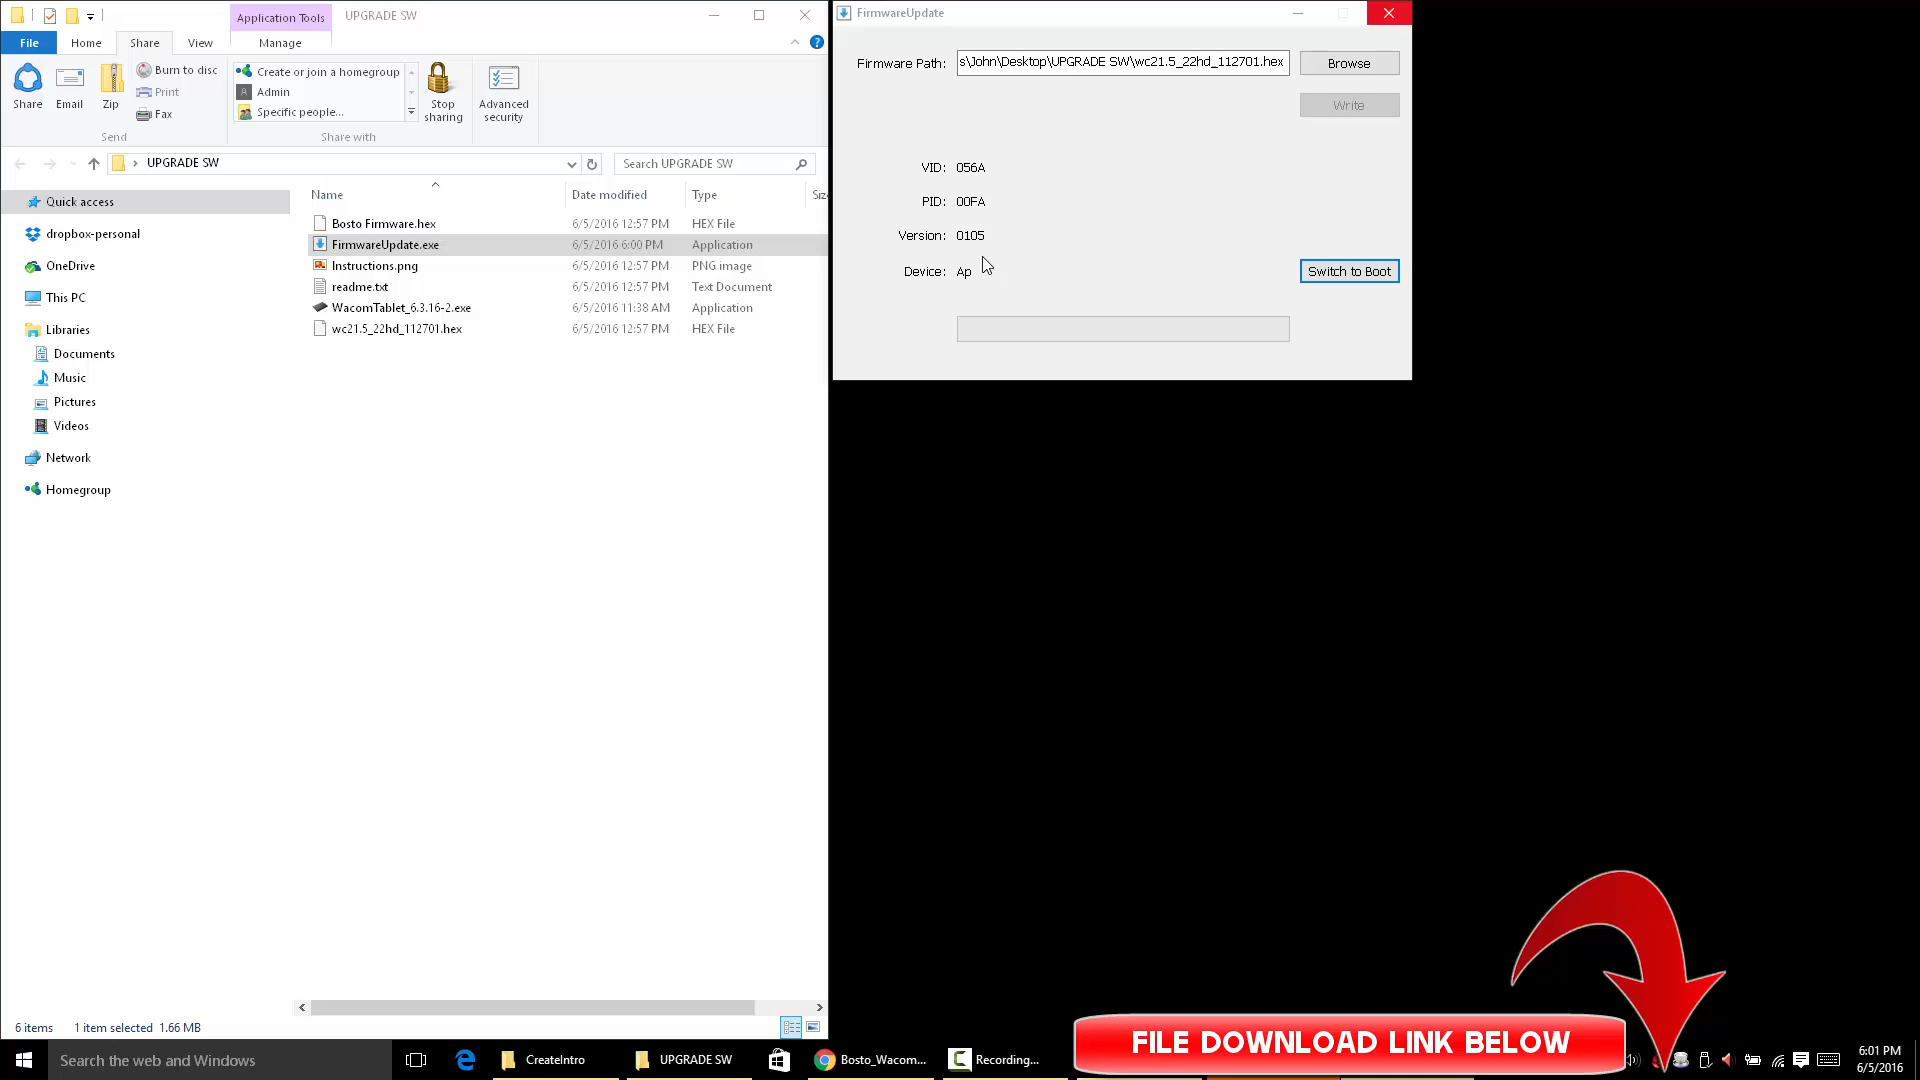 Application Tools
UPGRADE SW
File
Home
Share
View
Manage
Share
Email
Zip
Burn to disc
Print
Fax
Send
Create or join a homegroup
Admin
Specific people...
Share with
Stop sharing
Advanced security
UPGRADE SW
Search UPGRADE SW
Name
Date modified
Type
Size
Quick access
dropbox-personal
OneDrive
This PC
Libraries
Documents
Music
Pictures
Videos
Network
Homegroup
Bosto Firmware.hex 6/5/2016 12:57 PM HEX File
FirmwareUpdate.exe 6/5/2016 6:00 PM Application
Instructions.png 6/5/2016 12:57 PM PNG image
readme.txt 6/5/2016 12:57 PM Text Document
WacomTablet_6.3.16-2.exe 6/5/2016 11:38 AM Application
wc21.5_22hd_112701.hex 6/5/2016 12:57 PM HEX File
6 items 1 item selected 1.66 MB
FirmwareUpdate
Firmware Path: s\John\Desktop\UPGRADE SW\wc21.5_22hd_112701.hex Browse
Write
VID: 056A
PID: 00FA
Version: 0105
Device: Ap Switch to Boot
FILE DOWNLOAD LINK BELOW
Search the web and Windows
CreateIntro
UPGRADE SW
Bosto_Wacom...
Recording...
6:01 PM
6/5/2016